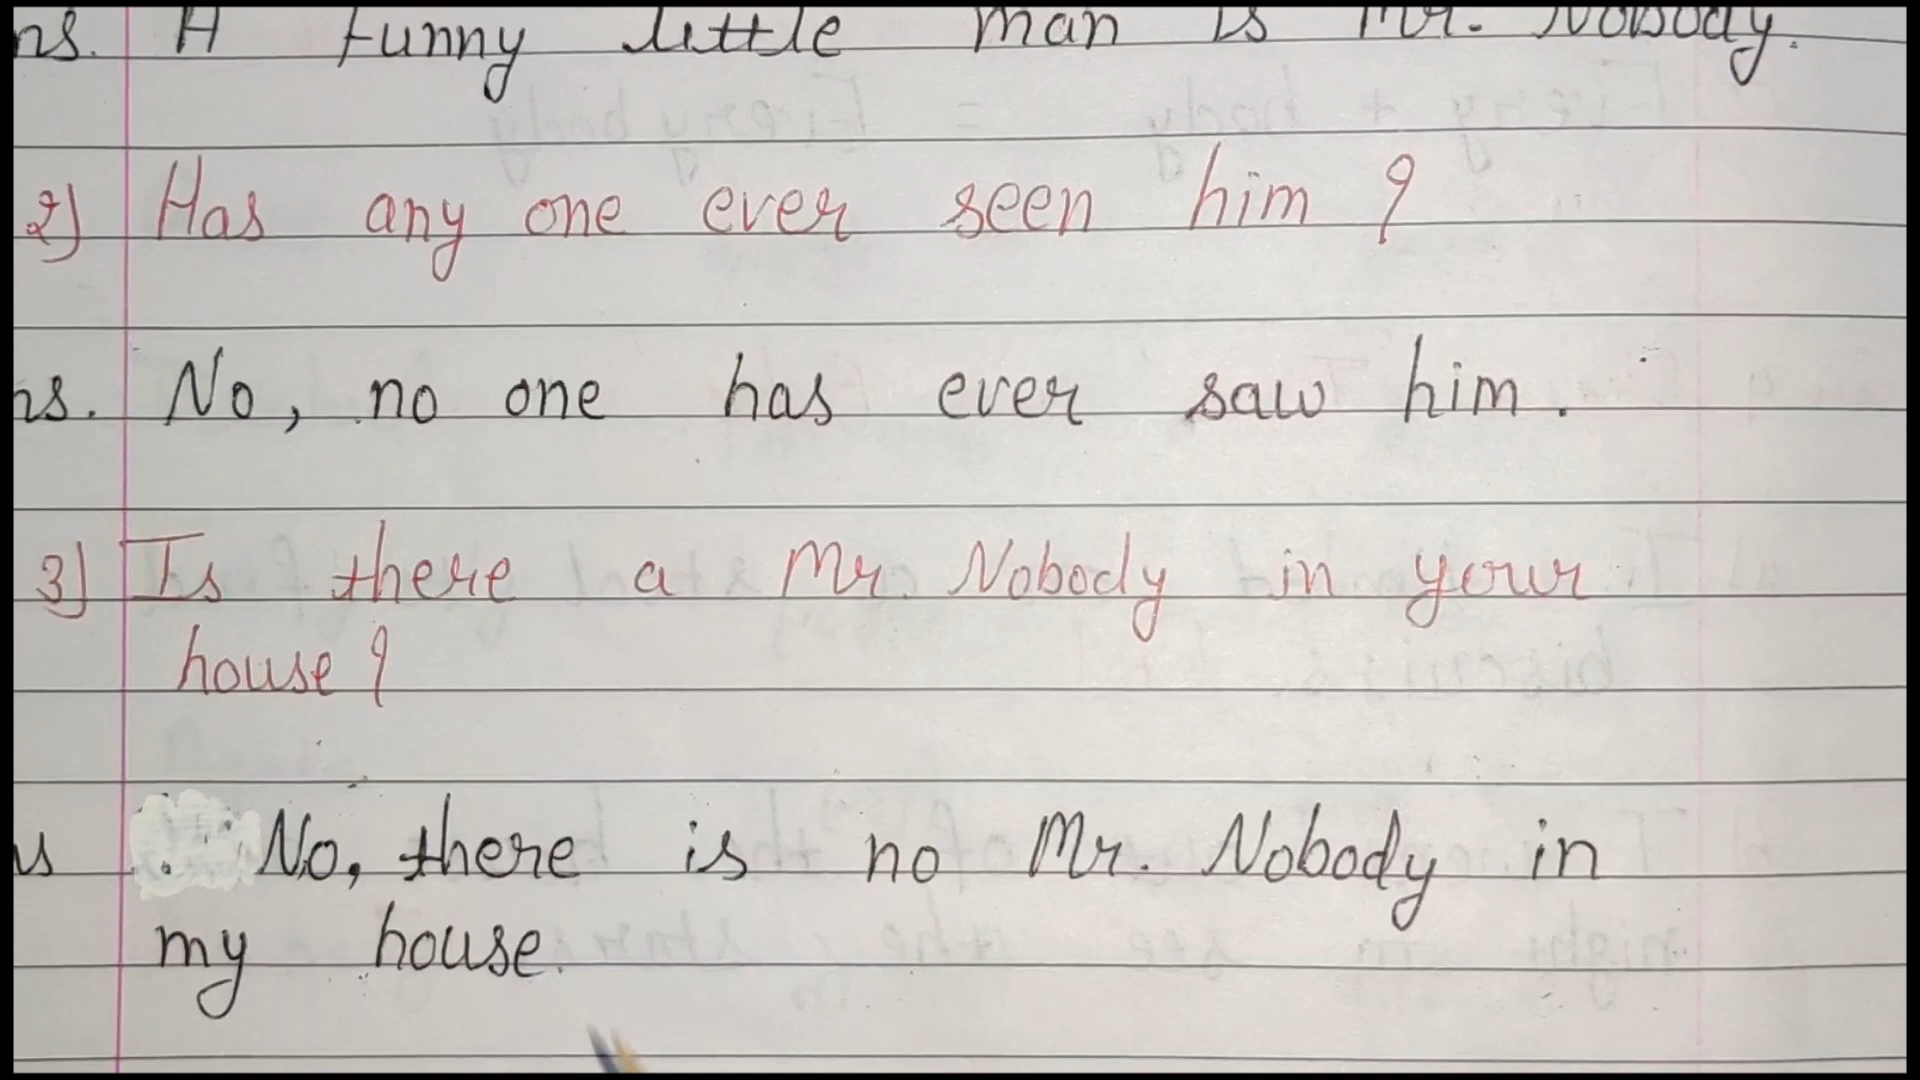 ns. A funny little man is Mr. Nobody.
2) Has any one ever seen him ?
ns. No, no one has ever saw him.
3) Is there a Mr Nobody in your
house ?
ns No, there is no Mr. Nobody in
my house.